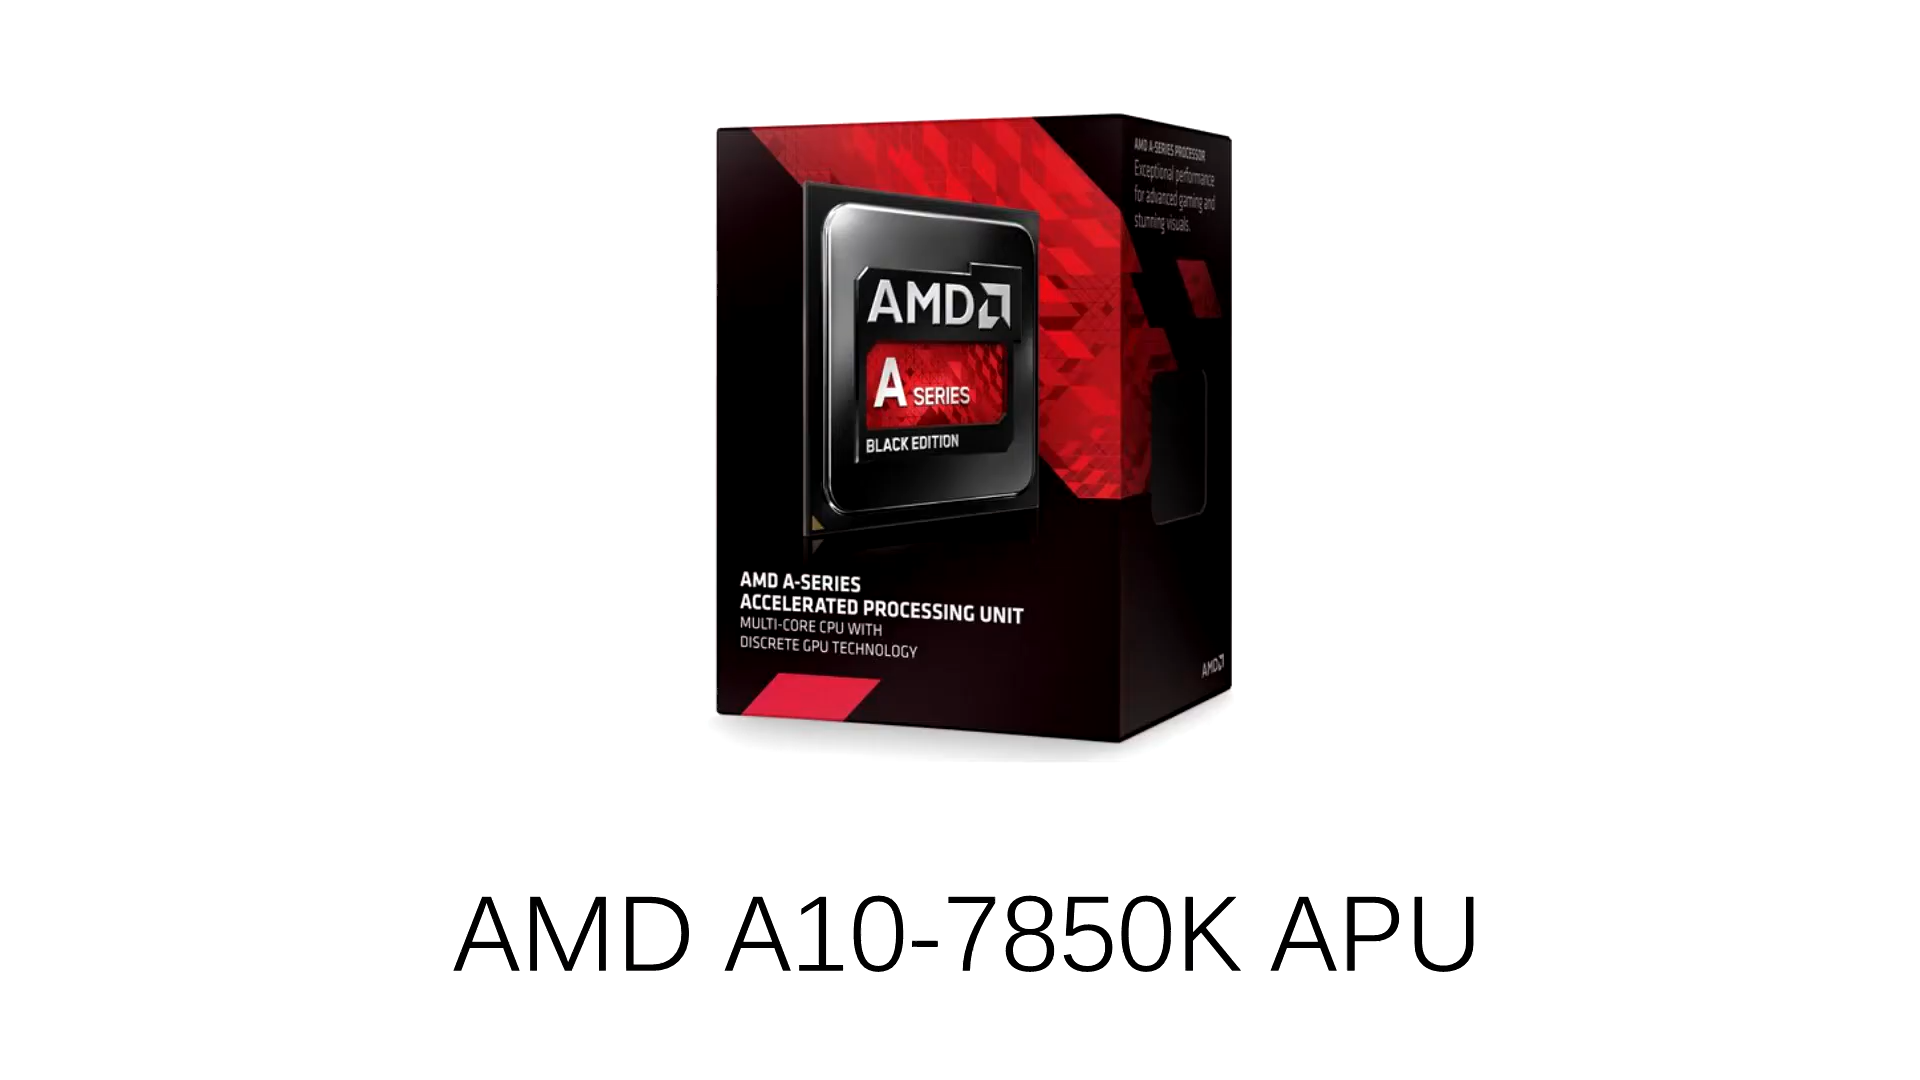 AMD A-SERIES PROCESSOR
Exceptional performance
for advanced gaming and
stunning visuals.
AMD
A SERIES
BLACK EDITION
AMD A-SERIES
ACCELERATED PROCESSING UNIT
MULTI-CORE CPU WITH
DISCRETE GPU TECHNOLOGY
AMD
AMD A10-7850K APU